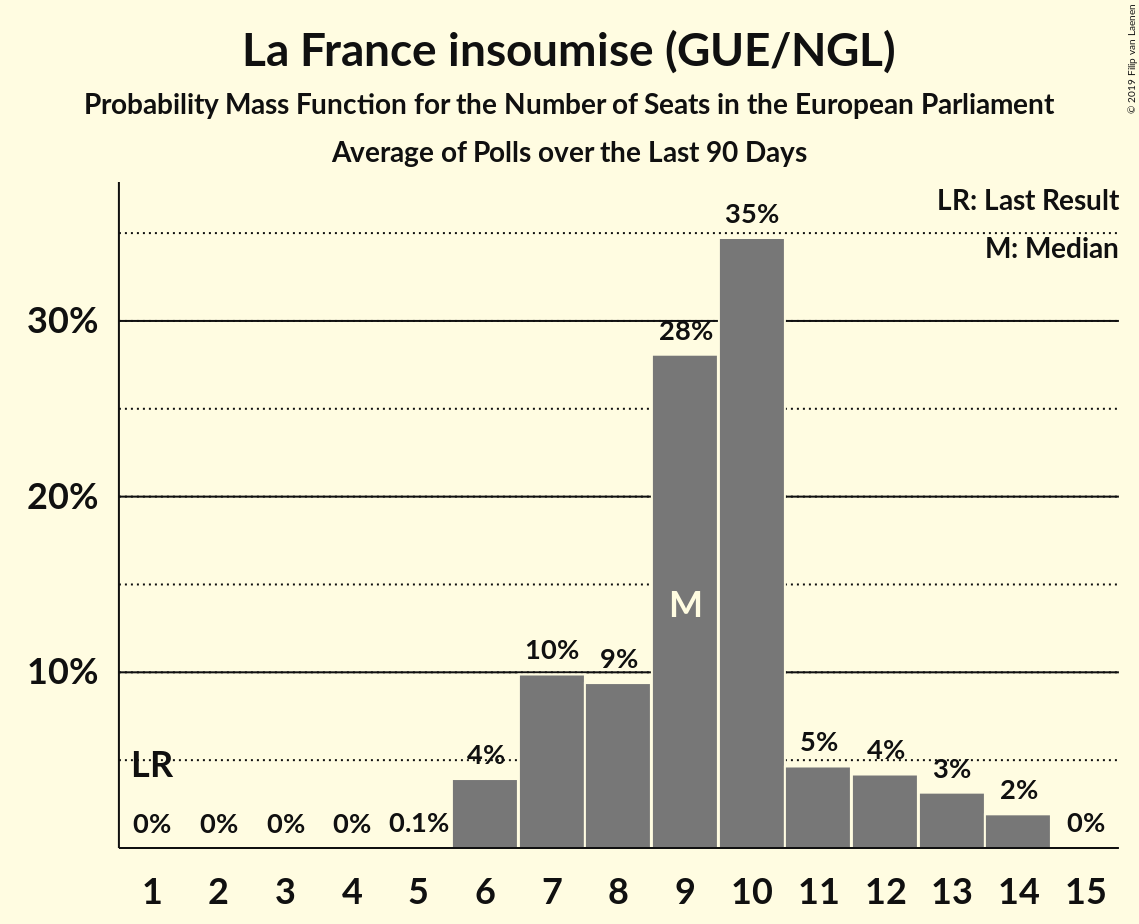 La France insoumise (GUE/NGL)
Probability Mass Function for the Number of Seats in the European Parliament
Average of Polls over the Last 90 Days
© 2019 Filip van Laenen
LR: Last Result
M: Median
35%
30%
28%
20%
M
10%
10%
9%
LR
4%
5%
4%
3%
2%
0%
0%
0%
0%
0.1%
0%
1 2 3 4 5 6 7 8 9 10 11 12 13 14 15